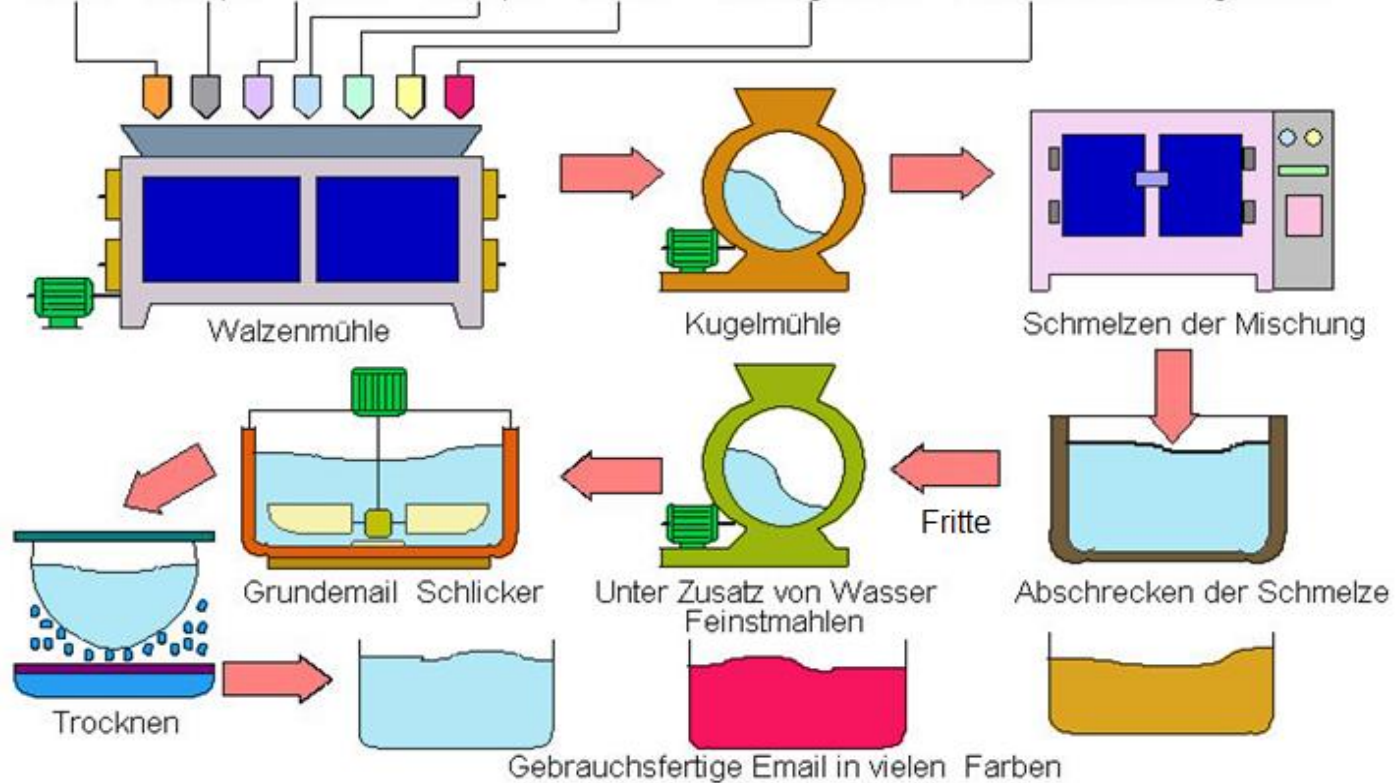 Walzenmühle
Kugelmühle
Schmelzen der Mischung
Fritte
Grundemail Schlicker
Unter Zusatz von Wasser
Feinstmahlen
Abschrecken der Schmelze
Trocknen
Gebrauchsfertige Email in vielen Farben